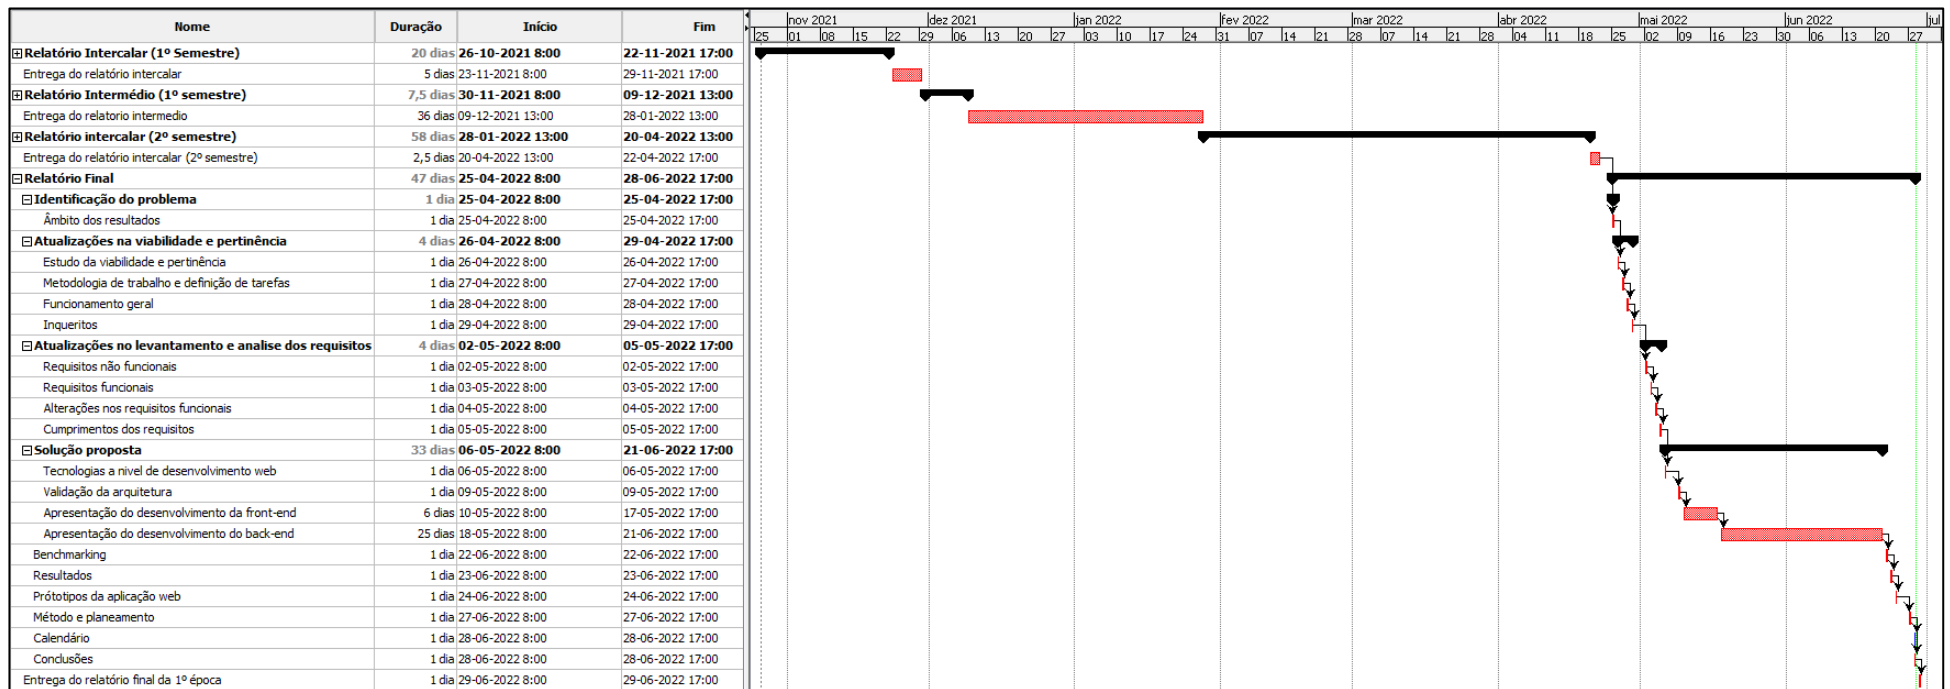 Nome Duração Início Fim
nov 2021 dez 2021 jan 2022 fev 2022 mar 2022 abr 2022 mai 2022 jun 2022 jul
25 01 08 15 22 29 06 13 20 27 03 10 17 24 31 07 14 21 28 07 14 21 28 04 11 18 25 02 09 16 23 30 06 13 20 27
Relatório Intercalar (1º Semestre) 20 dias 26-10-2021 8:00 22-11-2021 17:00
Entrega do relatório intercalar 5 dias 23-11-2021 8:00 29-11-2021 17:00
Relatório Intermédio (1º semestre) 7,5 dias 30-11-2021 8:00 09-12-2021 13:00
Entrega do relatório intermedio 36 dias 09-12-2021 13:00 28-01-2022 13:00
Relatório intercalar (2º semestre) 58 dias 28-01-2022 13:00 20-04-2022 13:00
Entrega do relatório intercalar (2º semestre) 2,5 dias 20-04-2022 13:00 22-04-2022 17:00
Relatório Final 47 dias 25-04-2022 8:00 28-06-2022 17:00
Identificação do problema 1 dia 25-04-2022 8:00 25-04-2022 17:00
Âmbito dos resultados 1 dia 25-04-2022 8:00 25-04-2022 17:00
Atualizações na viabilidade e pertinência 4 dias 26-04-2022 8:00 29-04-2022 17:00
Estudo da viabilidade e pertinência 1 dia 26-04-2022 8:00 26-04-2022 17:00
Metodologia de trabalho e definição de tarefas 1 dia 27-04-2022 8:00 27-04-2022 17:00
Funcionamento geral 1 dia 28-04-2022 8:00 28-04-2022 17:00
Inqueritos 1 dia 29-04-2022 8:00 29-04-2022 17:00
Atualizações no levantamento e analise dos requisitos 4 dias 02-05-2022 8:00 05-05-2022 17:00
Requisitos não funcionais 1 dia 02-05-2022 8:00 02-05-2022 17:00
Requisitos funcionais 1 dia 03-05-2022 8:00 03-05-2022 17:00
Alterações nos requisitos funcionais 1 dia 04-05-2022 8:00 04-05-2022 17:00
Cumprimentos dos requisitos 1 dia 05-05-2022 8:00 05-05-2022 17:00
Solução proposta 33 dias 06-05-2022 8:00 21-06-2022 17:00
Tecnologias a nivel de desenvolvimento web 1 dia 06-05-2022 8:00 06-05-2022 17:00
Validação da arquitetura 1 dia 09-05-2022 8:00 09-05-2022 17:00
Apresentação do desenvolvimento da front-end 6 dias 10-05-2022 8:00 17-05-2022 17:00
Apresentação do desenvolvimento do back-end 25 dias 18-05-2022 8:00 21-06-2022 17:00
Benchmarking 1 dia 22-06-2022 8:00 22-06-2022 17:00
Resultados 1 dia 23-06-2022 8:00 23-06-2022 17:00
Prótotipos da aplicação web 1 dia 24-06-2022 8:00 24-06-2022 17:00
Método e planeamento 1 dia 27-06-2022 8:00 27-06-2022 17:00
Calendário 1 dia 28-06-2022 8:00 28-06-2022 17:00
Conclusões 1 dia 28-06-2022 8:00 28-06-2022 17:00
Entrega do relatório final da 1º época 1 dia 29-06-2022 8:00 29-06-2022 17:00